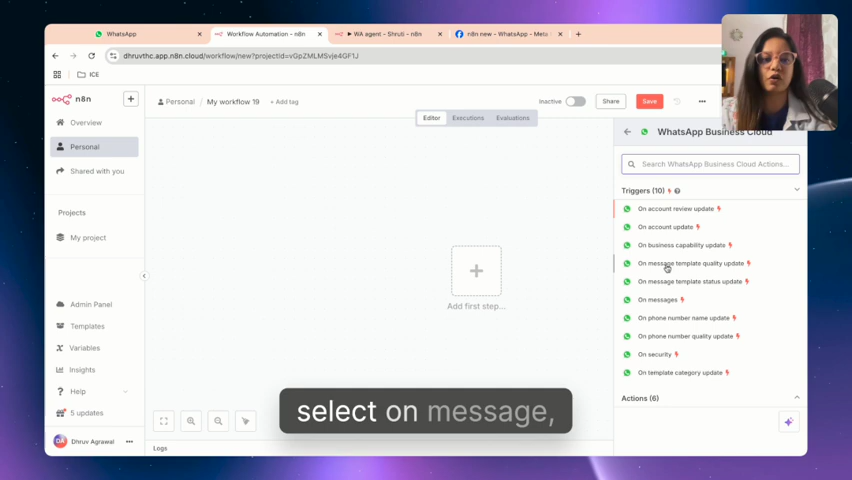 WhatsApp
Workflow Automation - n8n
WA agent - Shruti - n8n
n8n new - WhatsApp - Meta
dhruvthc.app.n8n.cloud/workflow/new?projectId=vGpZMLMSvje4GF1J
ICE
n8n
Overview
Personal
Shared with you
Projects
My project
Admin Panel
Templates
Variables
Insights
Help
5 updates
DA
Dhruv Agrawal
Personal / My workflow 19 + Add tag
Inactive
Share
Save
Editor
Executions
Evaluations
Add first step...
Logs
WhatsApp Business Cloud
Search WhatsApp Business Cloud Actions...
Triggers (10)
On account review update
On account update
On business capability update
On message template quality update
On message template status update
On messages
On phone number name update
On phone number quality update
On security
On template category update
Actions (6)
select on message,